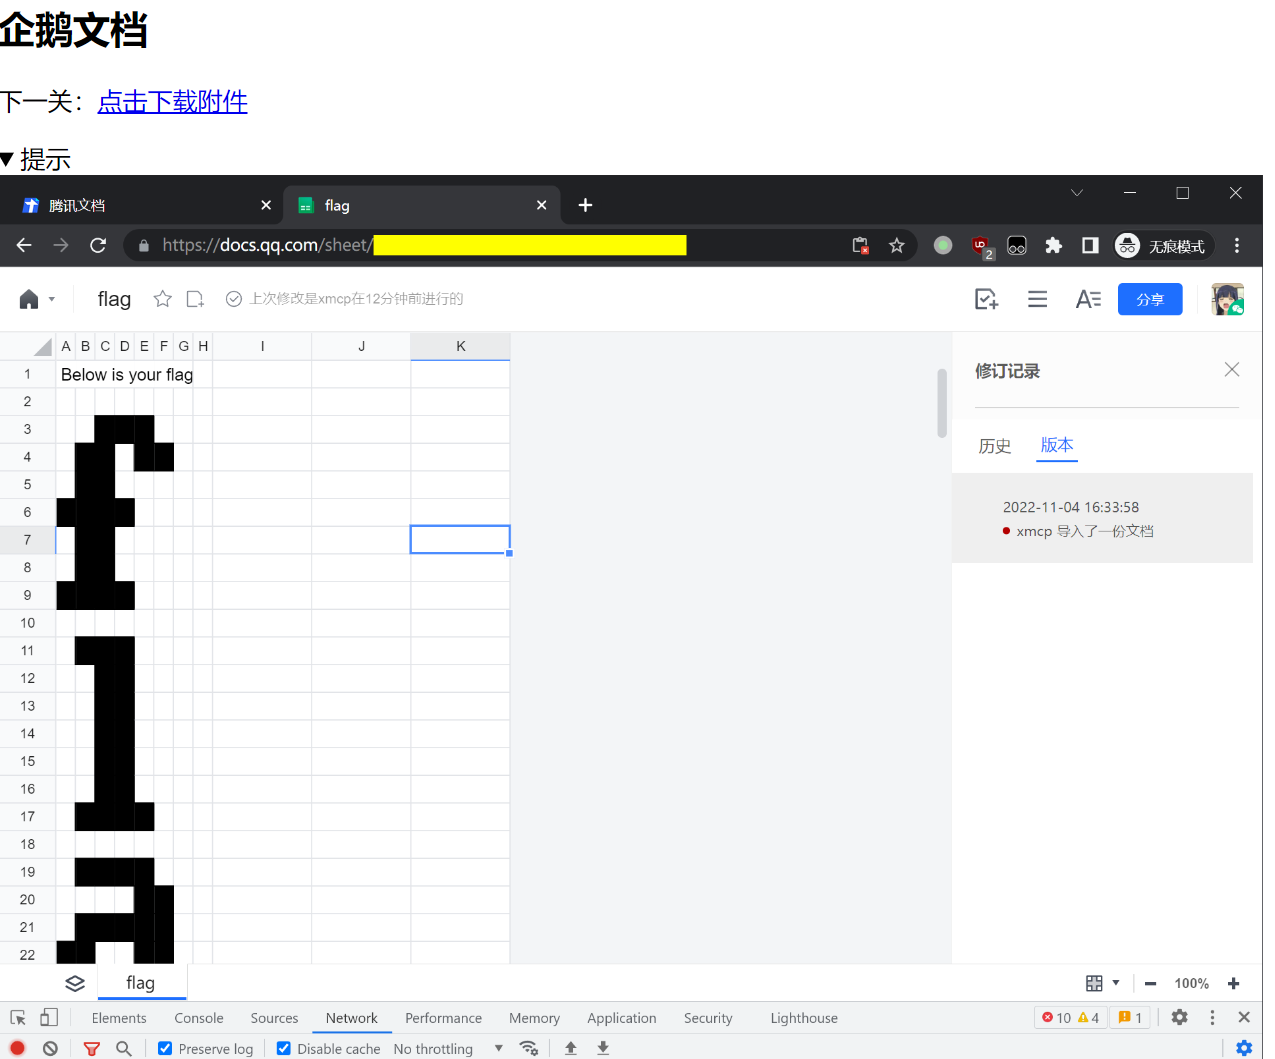 企鹅文档
下一关：点击下载附件
▼ 提示
腾讯文档
flag
https://docs.qq.com/sheet/
2
无痕模式
flag
上次修改是xmcp在12分钟前进行的
分享
A B C D E F G H I J K
1 Below is your flag
2
3
4
5
6
7
8
9
10
11
12
13
14
15
16
17
18
19
20
21
22
修订记录
历史 版本
2022-11-04 16:33:58
xmcp 导入了一份文档
flag
100%
Elements Console Sources Network Performance Memory Application Security Lighthouse
10 4 1
Preserve log Disable cache No throttling